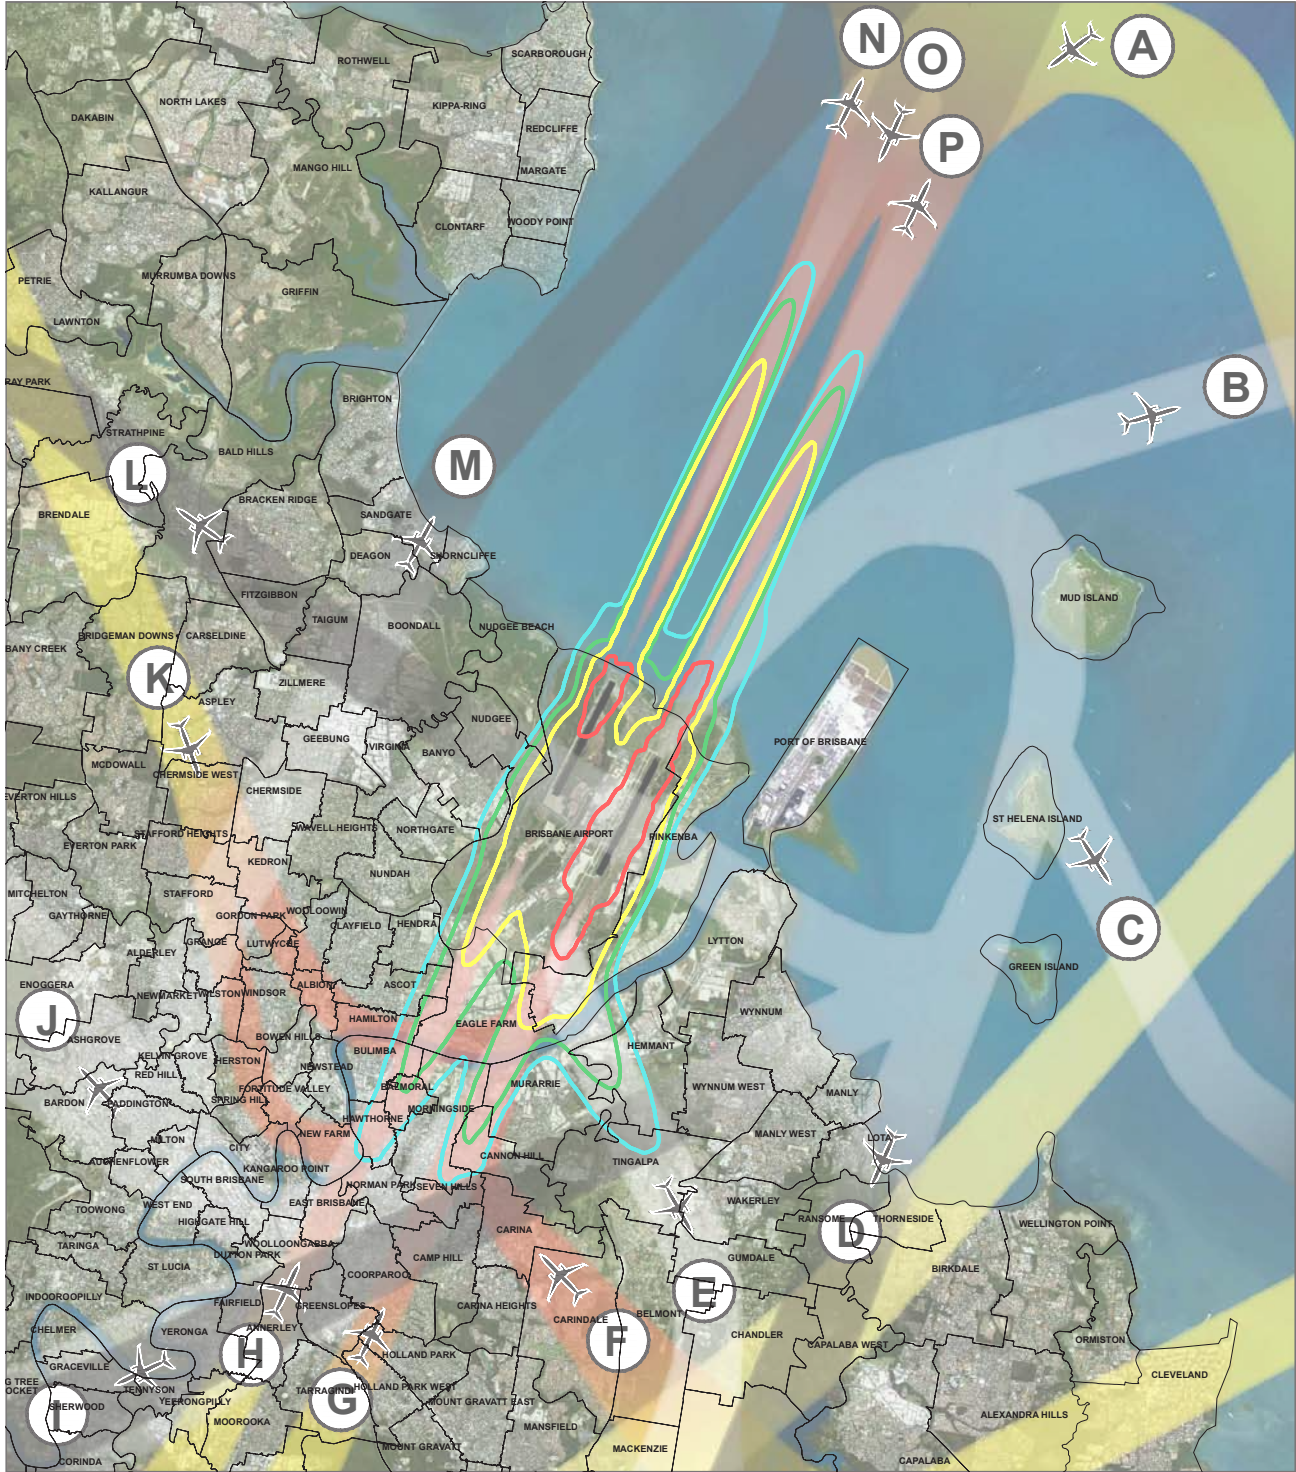 N
O
A
P
SCARBOROUGH
ROTHWELL
NORTH LAKES
KIPPA-RING
DAKABIN
REDCLIFFE
MANGO HILL
MARGATE
KALLANGUR
CLONTARF
WOODY POINT
PETRIE
MURRUMBA DOWNS
GRIFFIN
LAWNTON
RAY PARK
B
BRIGHTON
STRATHPINE
BALD HILLS
L
M
BRACKEN RIDGE
BRENDALE
SANDGATE
DEAGON
SHORNCLIFFE
FITZGIBBON
MUD ISLAND
TAIGUM
BOONDALL
NUDGEE BEACH
BRIDGEMAN DOWNS
CARSELDINE
BANY CREEK
K
ZILLMERE
ASPLEY
NUDGEE
GEEBUNG
VIRGINIA
BANYO
PORT OF BRISBANE
MCDOWALL
CHERMSIDE WEST
CHERMSIDE
EVERTON HILLS
ST HELENA ISLAND
STAFFORD HEIGHTS
WAVELL HEIGHTS
NORTHGATE
BRISBANE AIRPORT
PINKENBA
EVERTON PARK
KEDRON
NUNDAH
MITCHELTON
STAFFORD
GAYTHORNE
GORDON PARK
WOOLOOWIN
CLAYFIELD
HENDRA
C
GRANGE
LUTWYCHE
LYTTON
ALDERLEY
GREEN ISLAND
ENOGGERA
ALBION
ASCOT
NEWMARKET
WILSTON
WINDSOR
J
WYNNUM
HAMILTON
EAGLE FARM
ASHGROVE
BOWEN HILLS
HEMMANT
BULIMBA
KELVIN GROVE
HERSTON
NEWSTEAD
RED HILL
FORTITUDE VALLEY
BALMORAL
MURARRIE
WYNNUM WEST
MANLY
BARDON
PADDINGTON
SPRING HILL
HAWTHORNE
MORNINGSIDE
NEW FARM
MANLY WEST
LOTA
MILTON
CITY
AUCHENFLOWER
CANNON HILL
TINGALPA
KANGAROO POINT
SOUTH BRISBANE
NORMAN PARK
SEVEN HILLS
WAKERLEY
WEST END
EAST BRISBANE
TOOWONG
HIGHGATE HILL
RANSOME
D
THORNESIDE
WELLINGTON POINT
CARINA
TARINGA
WOOLLOONGABBA
DUTTON PARK
CAMP HILL
GUMDALE
ST LUCIA
COORPAROO
BIRKDALE
INDOOROOPILLY
FAIRFIELD
GREENSLOPES
CARINA HEIGHTS
E
BELMONT
CARINDALE
CHELMER
YERONGA
ANNERLEY
F
CHANDLER
CAPALABA WEST
ORMISTON
H
HOLLAND PARK
GRACEVILLE
CLEVELAND
G TREE
OCKET
TENNYSON
TARRAGINDI
HOLLAND PARK WEST
I
SHERWOOD
YEERONGPILLY
G
MOUNT GRAVATT EAST
MOOROOKA
ALEXANDRA HILLS
MANSFIELD
MOUNT GRAVATT
MACKENZIE
CORINDA
CAPALABA